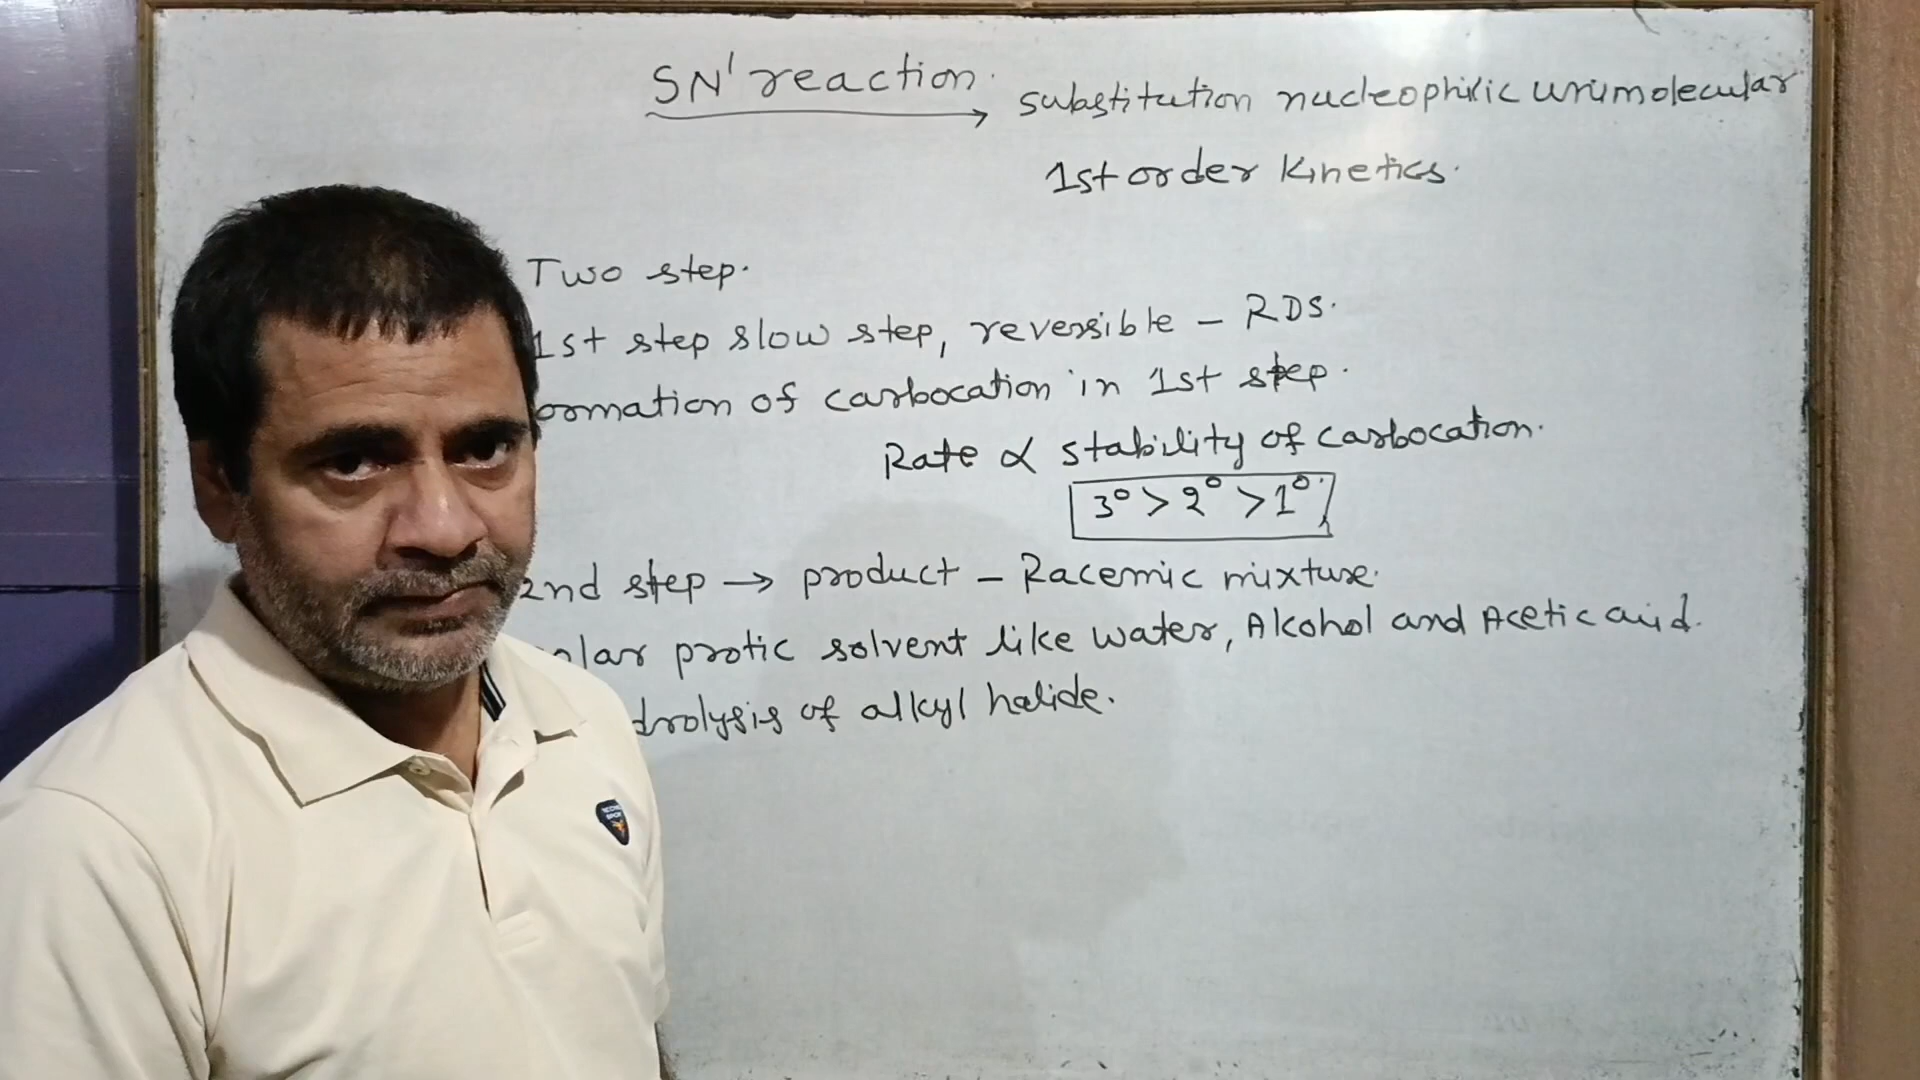 SN¹ reaction. substitution nucleophilic unimolecular
1st order kinetics.
Two step.
1st step slow step, reversible – RDS.
ormation of carbocation in 1st step.
Rate ∝ stability of carbocation.
3° > 2° > 1°
2nd step → product – Racemic mixture.
olar protic solvent like water, Alcohol and Acetic acid.
drolysis of alkyl halide.